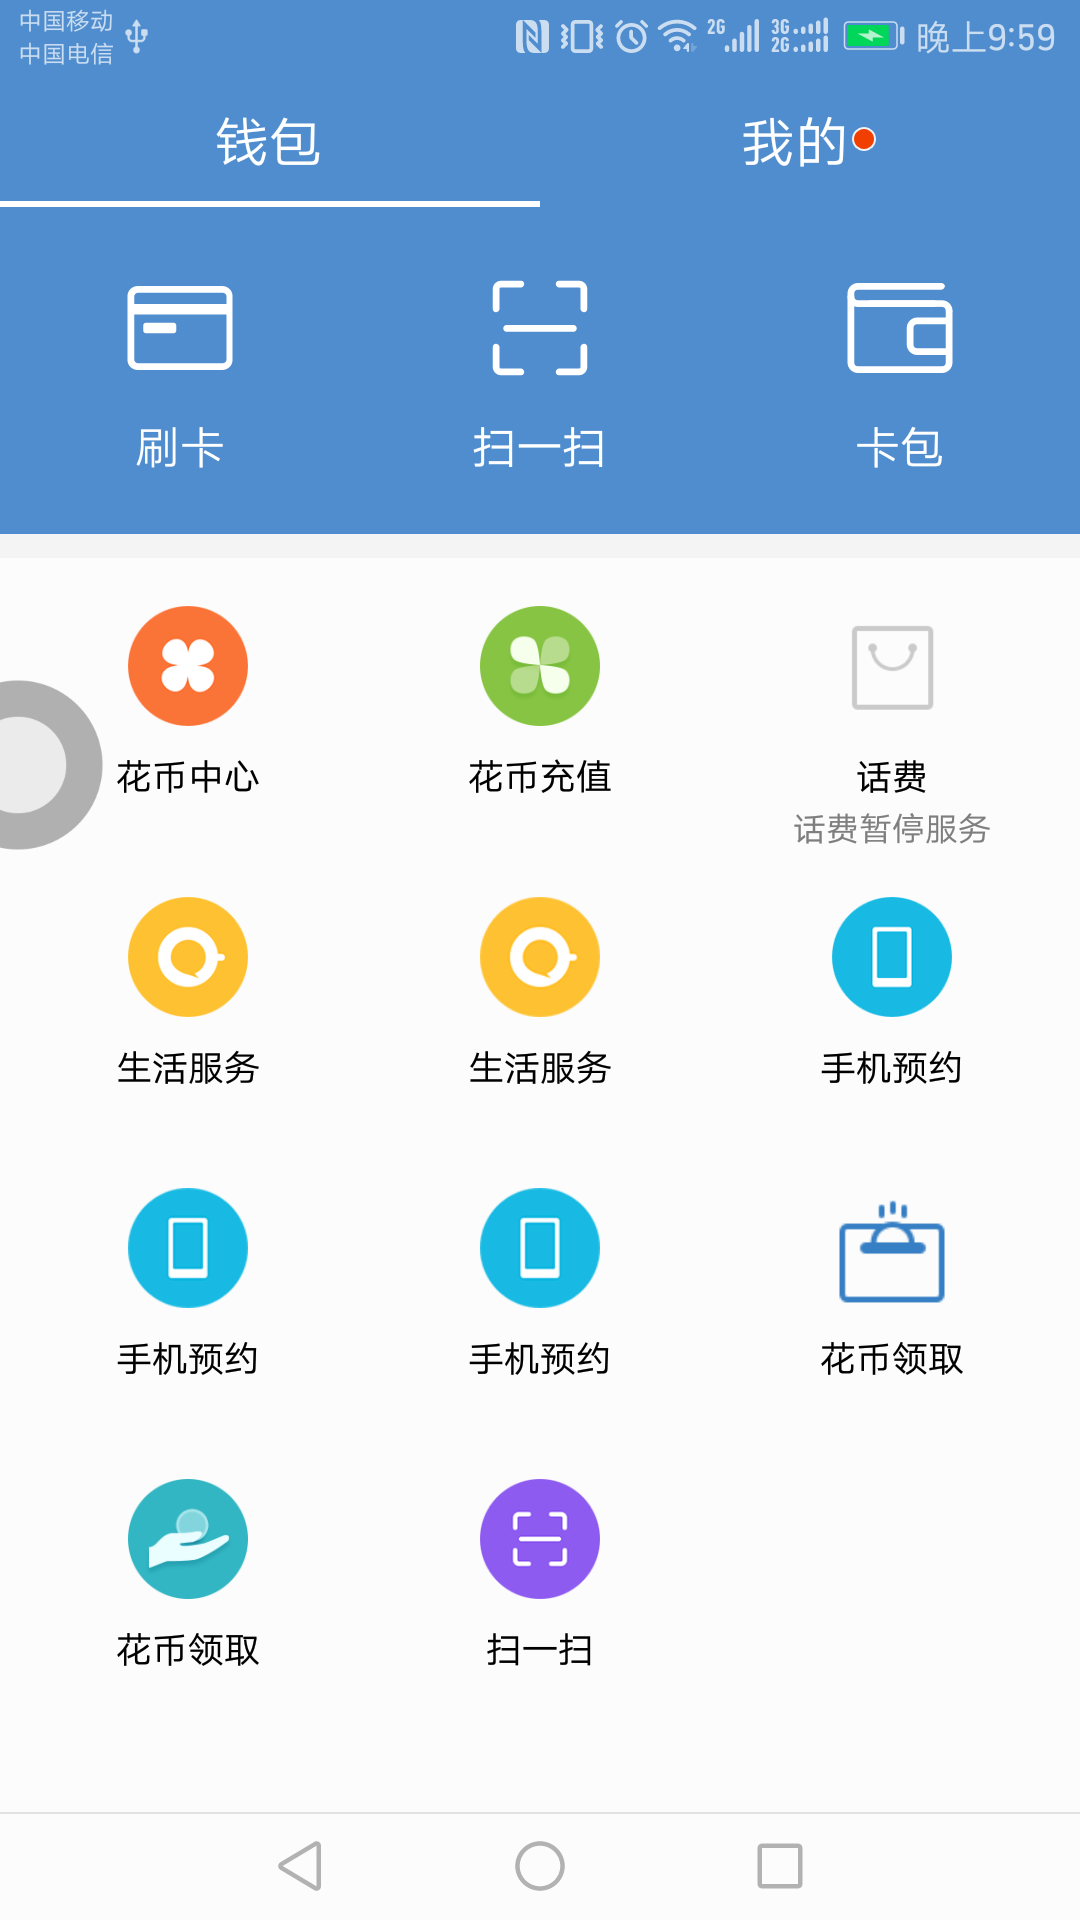 中国移动
中国电信
2G
3G
2G
晚上9:59
钱包
我的
刷卡
扫一扫
卡包
花币中心
花币充值
话费
话费暂停服务
生活服务
生活服务
手机预约
手机预约
手机预约
花币领取
花币领取
扫一扫